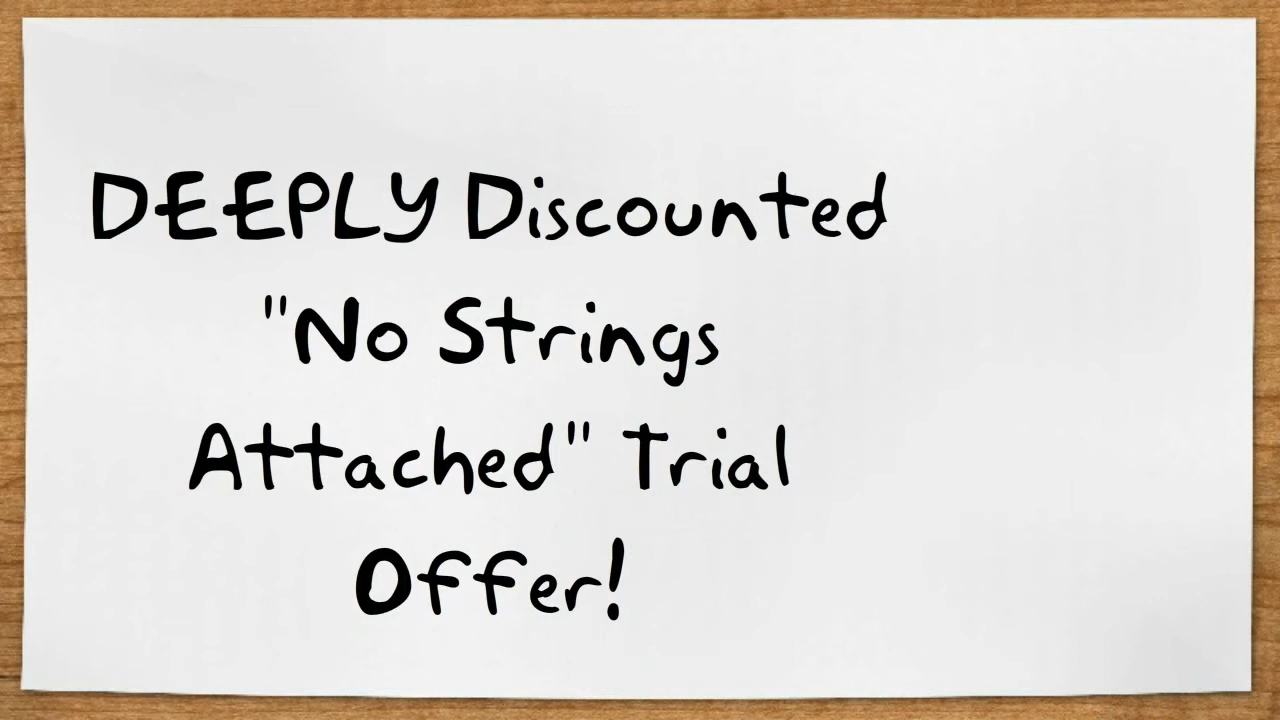 DEEPLY Discounted
"No Strings
Attached" Trial
Offer!